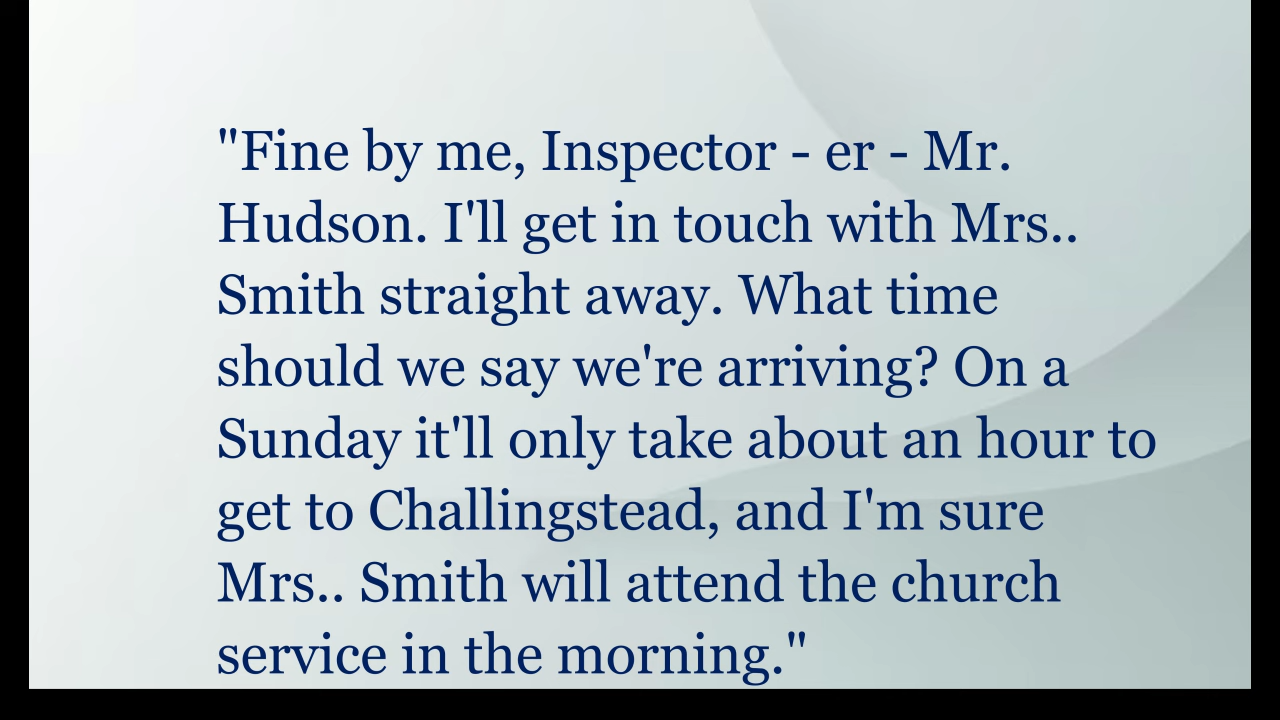 "Fine by me, Inspector - er - Mr.
Hudson. I'll get in touch with Mrs..
Smith straight away. What time
should we say we're arriving? On a
Sunday it'll only take about an hour to
get to Challingstead, and I'm sure
Mrs.. Smith will attend the church
service in the morning."